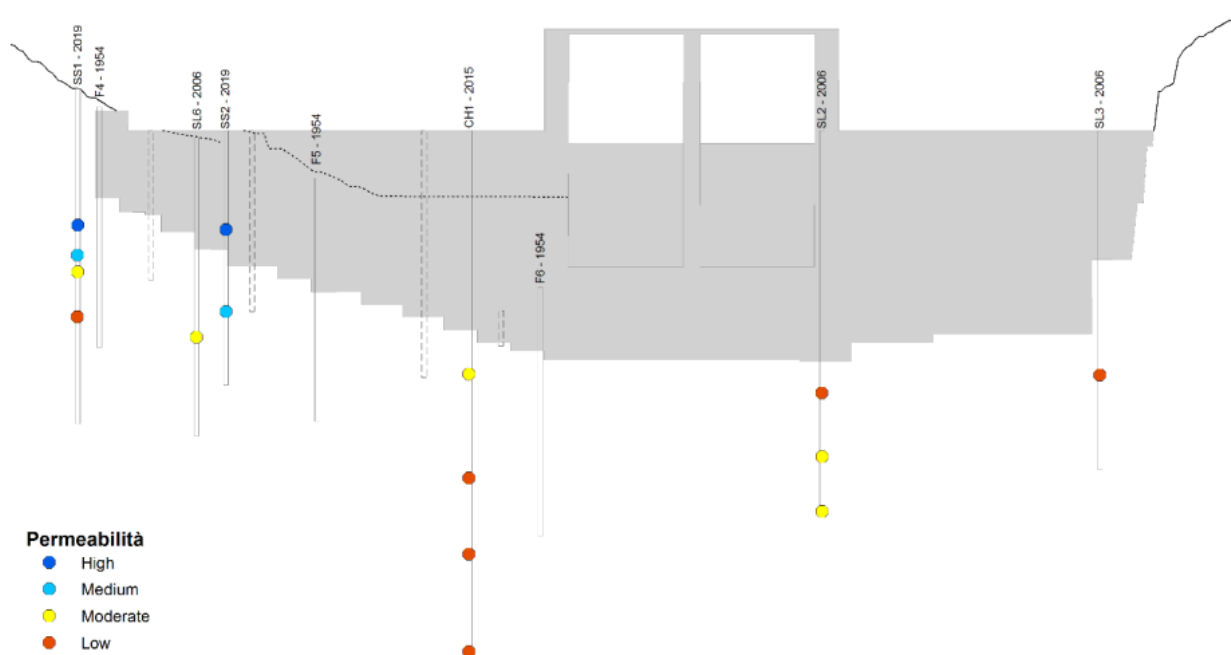 SS1 - 2019
F4 - 1954
SL6 - 2006
SS2 - 2019
F5 - 1954
CH1 - 2015
F6 - 1954
SL2 - 2006
SL3 - 2006
Permeabilità
High
Medium
Moderate
Low